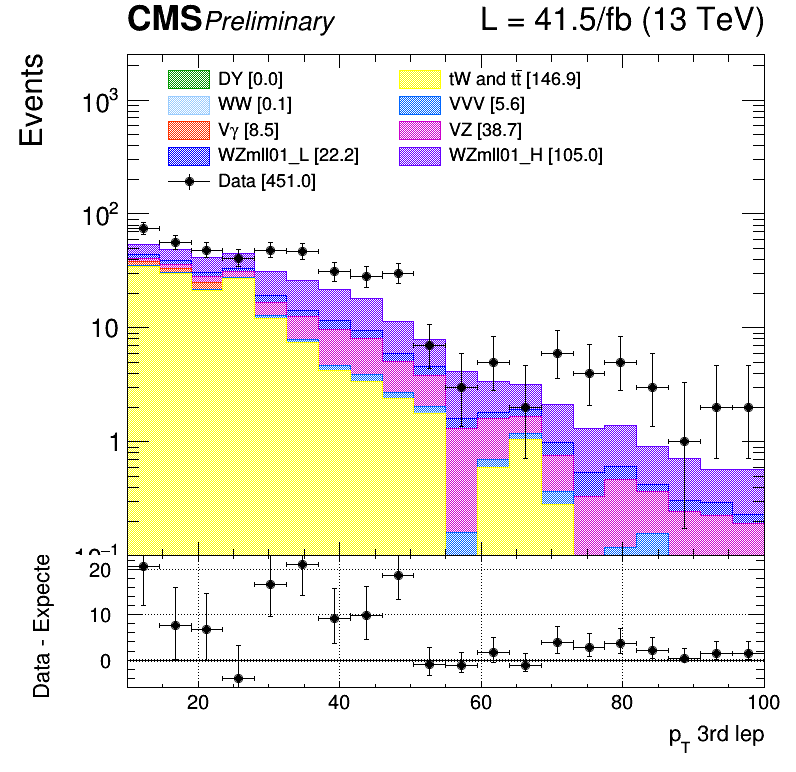 CMS Preliminary L = 41.5/fb (13 TeV)
Events
10³
10²
10
1
DY [0.0]
tW and tt̄ [146.9]
WW [0.1]
VVV [5.6]
Vγ [8.5]
VZ [38.7]
WZmll01_L [22.2]
WZmll01_H [105.0]
Data [451.0]
Data - Expecte
20
10
0
20 40 60 80 100
p_T 3rd lep